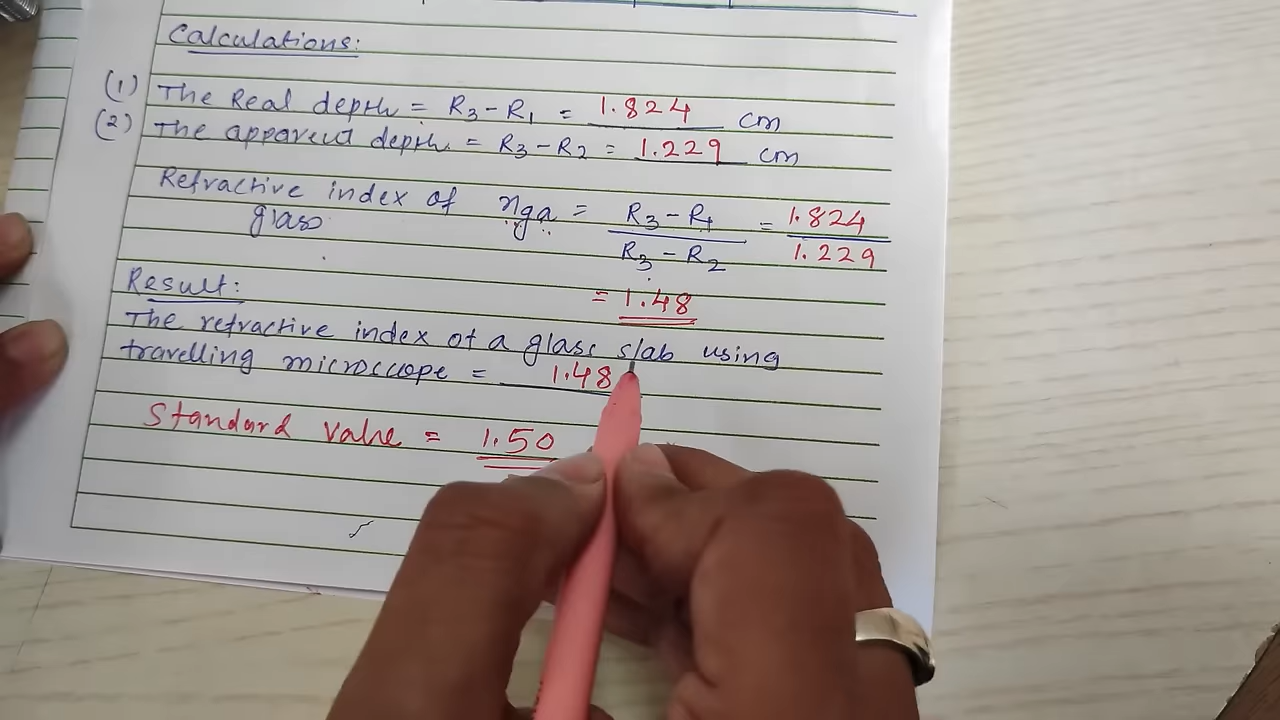 Calculations:
(1) The Real depth = R3 - R1 = 1.824 cm
(2) The apparent depth = R3 - R2 = 1.229 cm
Refractive index of glass nga = R3 - R1 / R3 - R2 = 1.824 / 1.229
= 1.48
Result:
The refractive index of a glass slab using
travelling microscope = 1.48
Standard value = 1.50